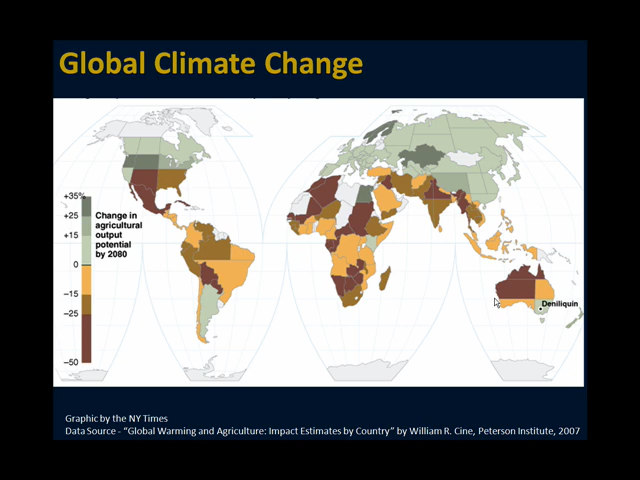 Global Climate Change
+35%
+25
+15
0
−15
−25
−50
Change in
agricultural
output
potential
by 2080
Deniliquin
Graphic by the NY Times
Data Source - “Global Warming and Agriculture: Impact Estimates by Country” by William R. Cine, Peterson Institute, 2007